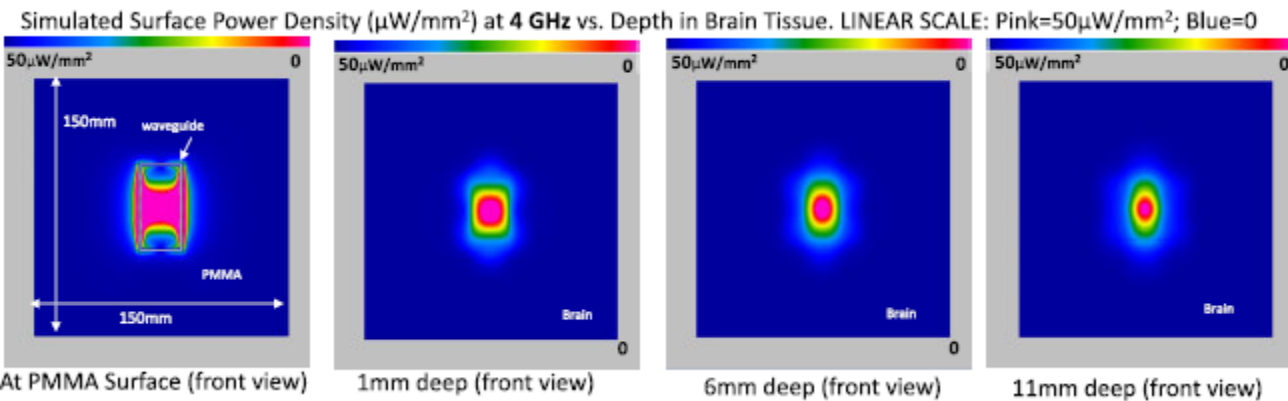 Simulated Surface Power Density (μW/mm²) at 4 GHz vs. Depth in Brain Tissue. LINEAR SCALE: Pink=50μW/mm²; Blue=0
50μW/mm² 0
150mm
waveguide
PMMA
150mm
At PMMA Surface (front view)
50μW/mm² 0
Brain
0
1mm deep (front view)
50μW/mm² 0
Brain
0
6mm deep (front view)
50μW/mm² 0
Brain
11mm deep (front view)